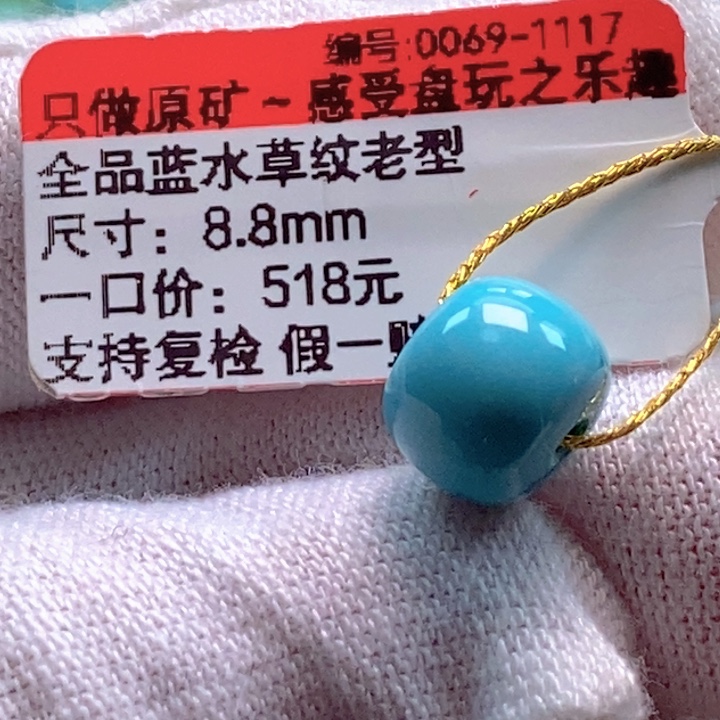 编号:0069-1117
只做原矿~感受盘玩之乐趣
全品蓝水草纹老型
尺寸：8.8mm
一口价：518元
支持复检 假一